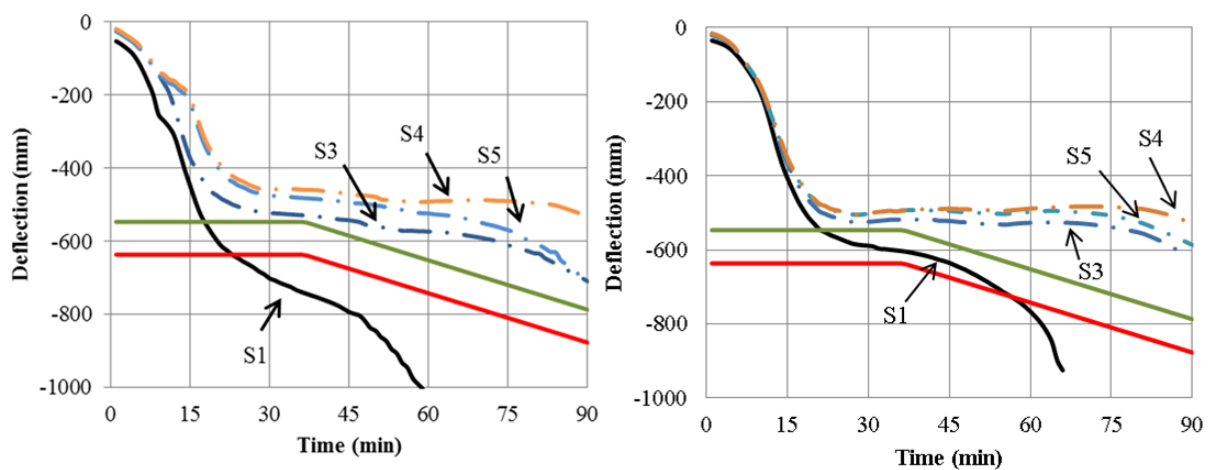 0
-200
-400
-600
-800
-1000
Deflection (mm)
0 15 30 45 60 75 90
Time (min)
S3
S4
S5
S1
0
-200
-400
-600
-800
-1000
Deflection (mm)
0 15 30 45 60 75 90
Time (min)
S5
S4
S3
S1